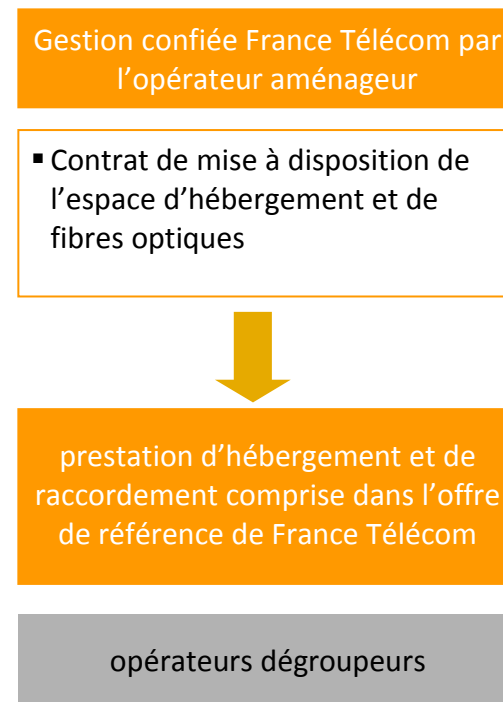 Gestion confiée France Télécom par
l’opérateur aménageur
▪ Contrat de mise à disposition de
l’espace d’hébergement et de
fibres optiques
prestation d’hébergement et de
raccordement comprise dans l’offre
de référence de France Télécom
opérateurs dégroupeurs